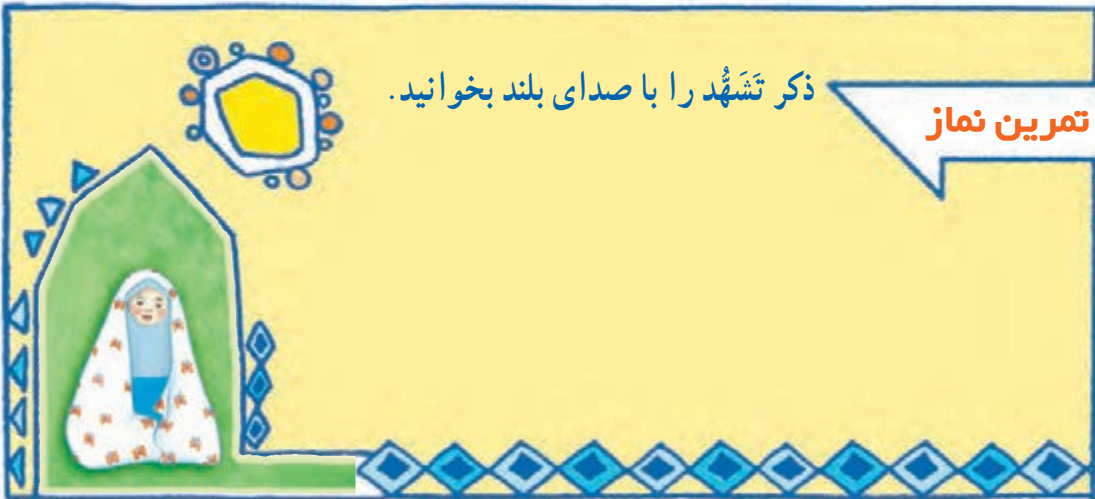 تمرین نماز
ذکر تَشَهُّد را با صدای بلند بخوانید.